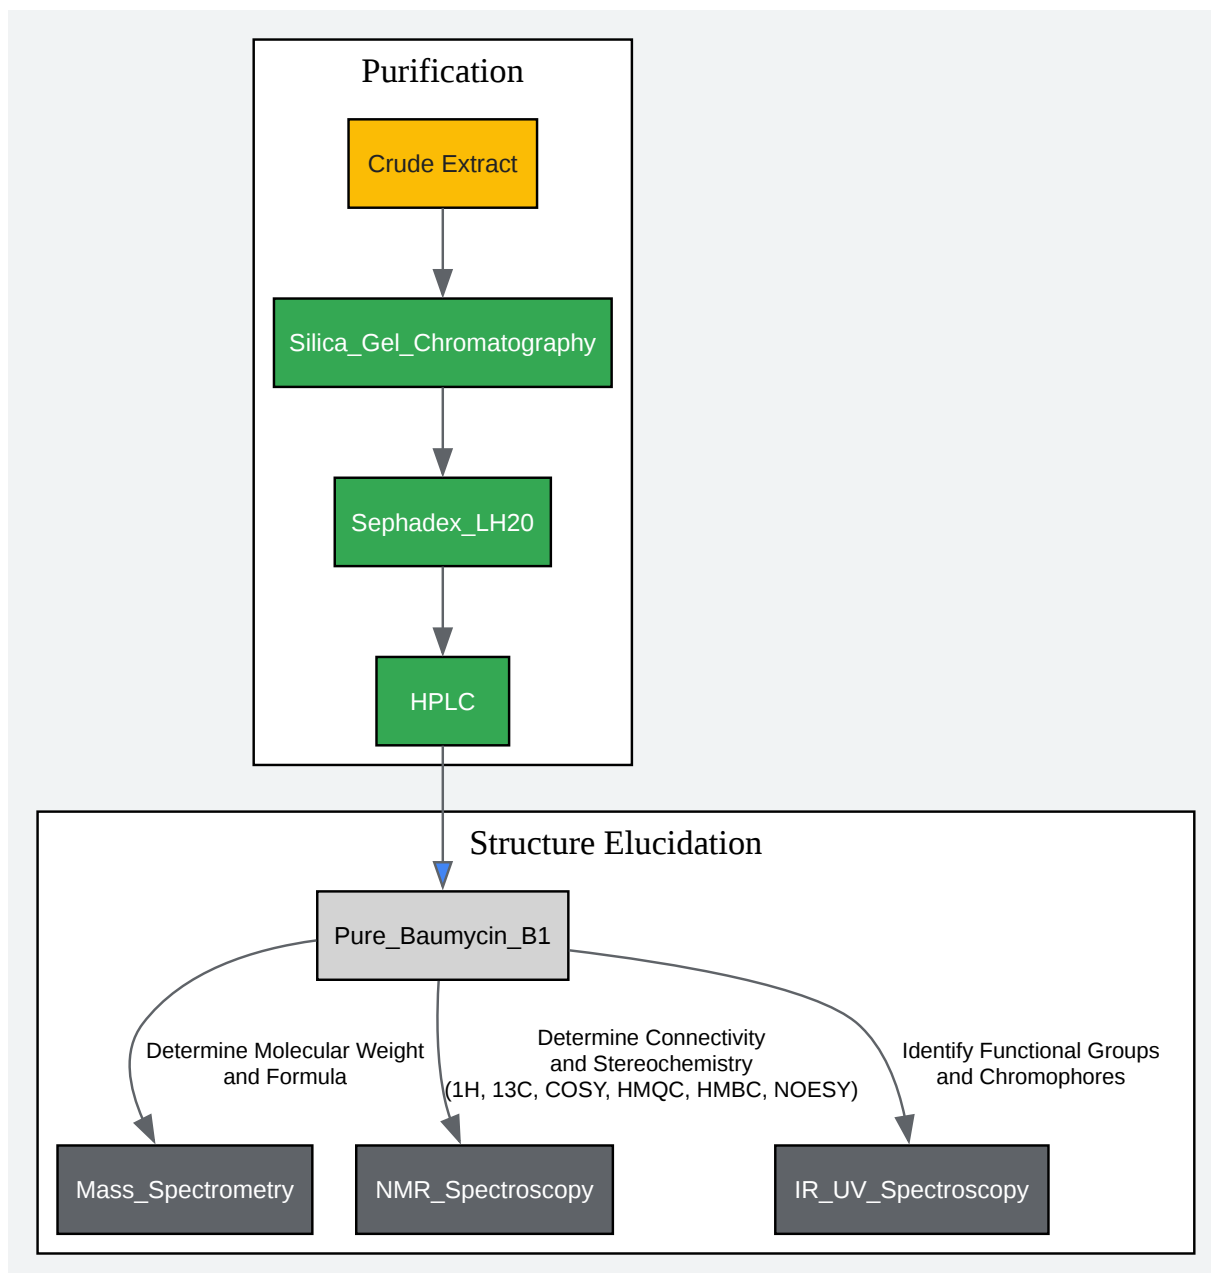 Purification
Crude Extract
Silica_Gel_Chromatography
Sephadex_LH20
HPLC
Structure Elucidation
Pure_Baumycin_B1
Determine Molecular Weight
and Formula
Determine Connectivity
and Stereochemistry
(1H, 13C, COSY, HMQC, HMBC, NOESY)
Identify Functional Groups
and Chromophores
Mass_Spectrometry
NMR_Spectroscopy
IR_UV_Spectroscopy